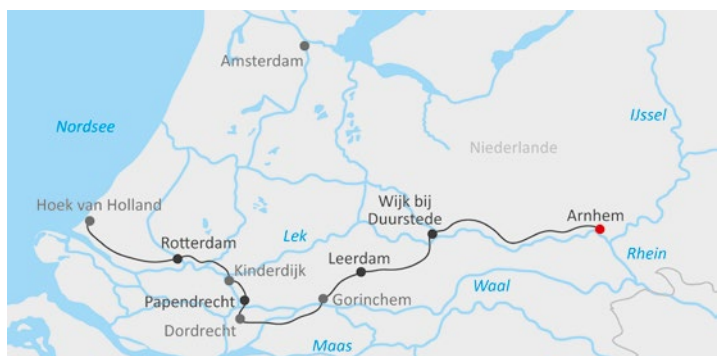 Amsterdam
Nordsee
IJssel
Niederlande
Hoek van Holland
Wijk bij
Duurstede
Arnhem
Lek
Rotterdam
Rhein
Leerdam
Kinderdijk
Waal
Papendrecht
Gorinchem
Dordrecht
Maas